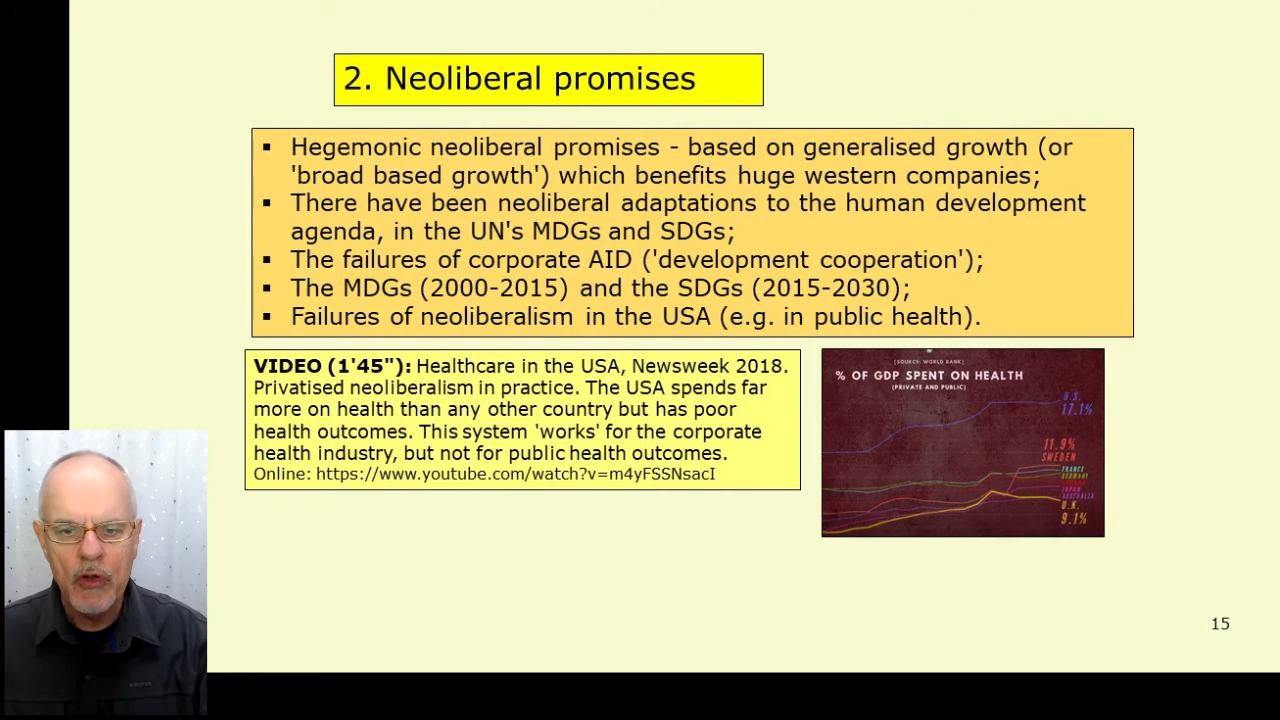 2. Neoliberal promises
▪ Hegemonic neoliberal promises - based on generalised growth (or
'broad based growth') which benefits huge western companies;
▪ There have been neoliberal adaptations to the human development
agenda, in the UN's MDGs and SDGs;
▪ The failures of corporate AID ('development cooperation');
▪ The MDGs (2000-2015) and the SDGs (2015-2030);
▪ Failures of neoliberalism in the USA (e.g. in public health).
VIDEO (1'45"): Healthcare in the USA, Newsweek 2018.
Privatised neoliberalism in practice. The USA spends far
more on health than any other country but has poor
health outcomes. This system 'works' for the corporate
health industry, but not for public health outcomes.
Online: https://www.youtube.com/watch?v=m4yFSSNsacI
[SOURCE: WORLD BANK]
% OF GDP SPENT ON HEALTH
(PRIVATE AND PUBLIC)
U.S.
17.1%
11.9%
SWEDEN
FRANCE
GERMANY
JAPAN
AUSTRALIA
U.K.
9.1%
15